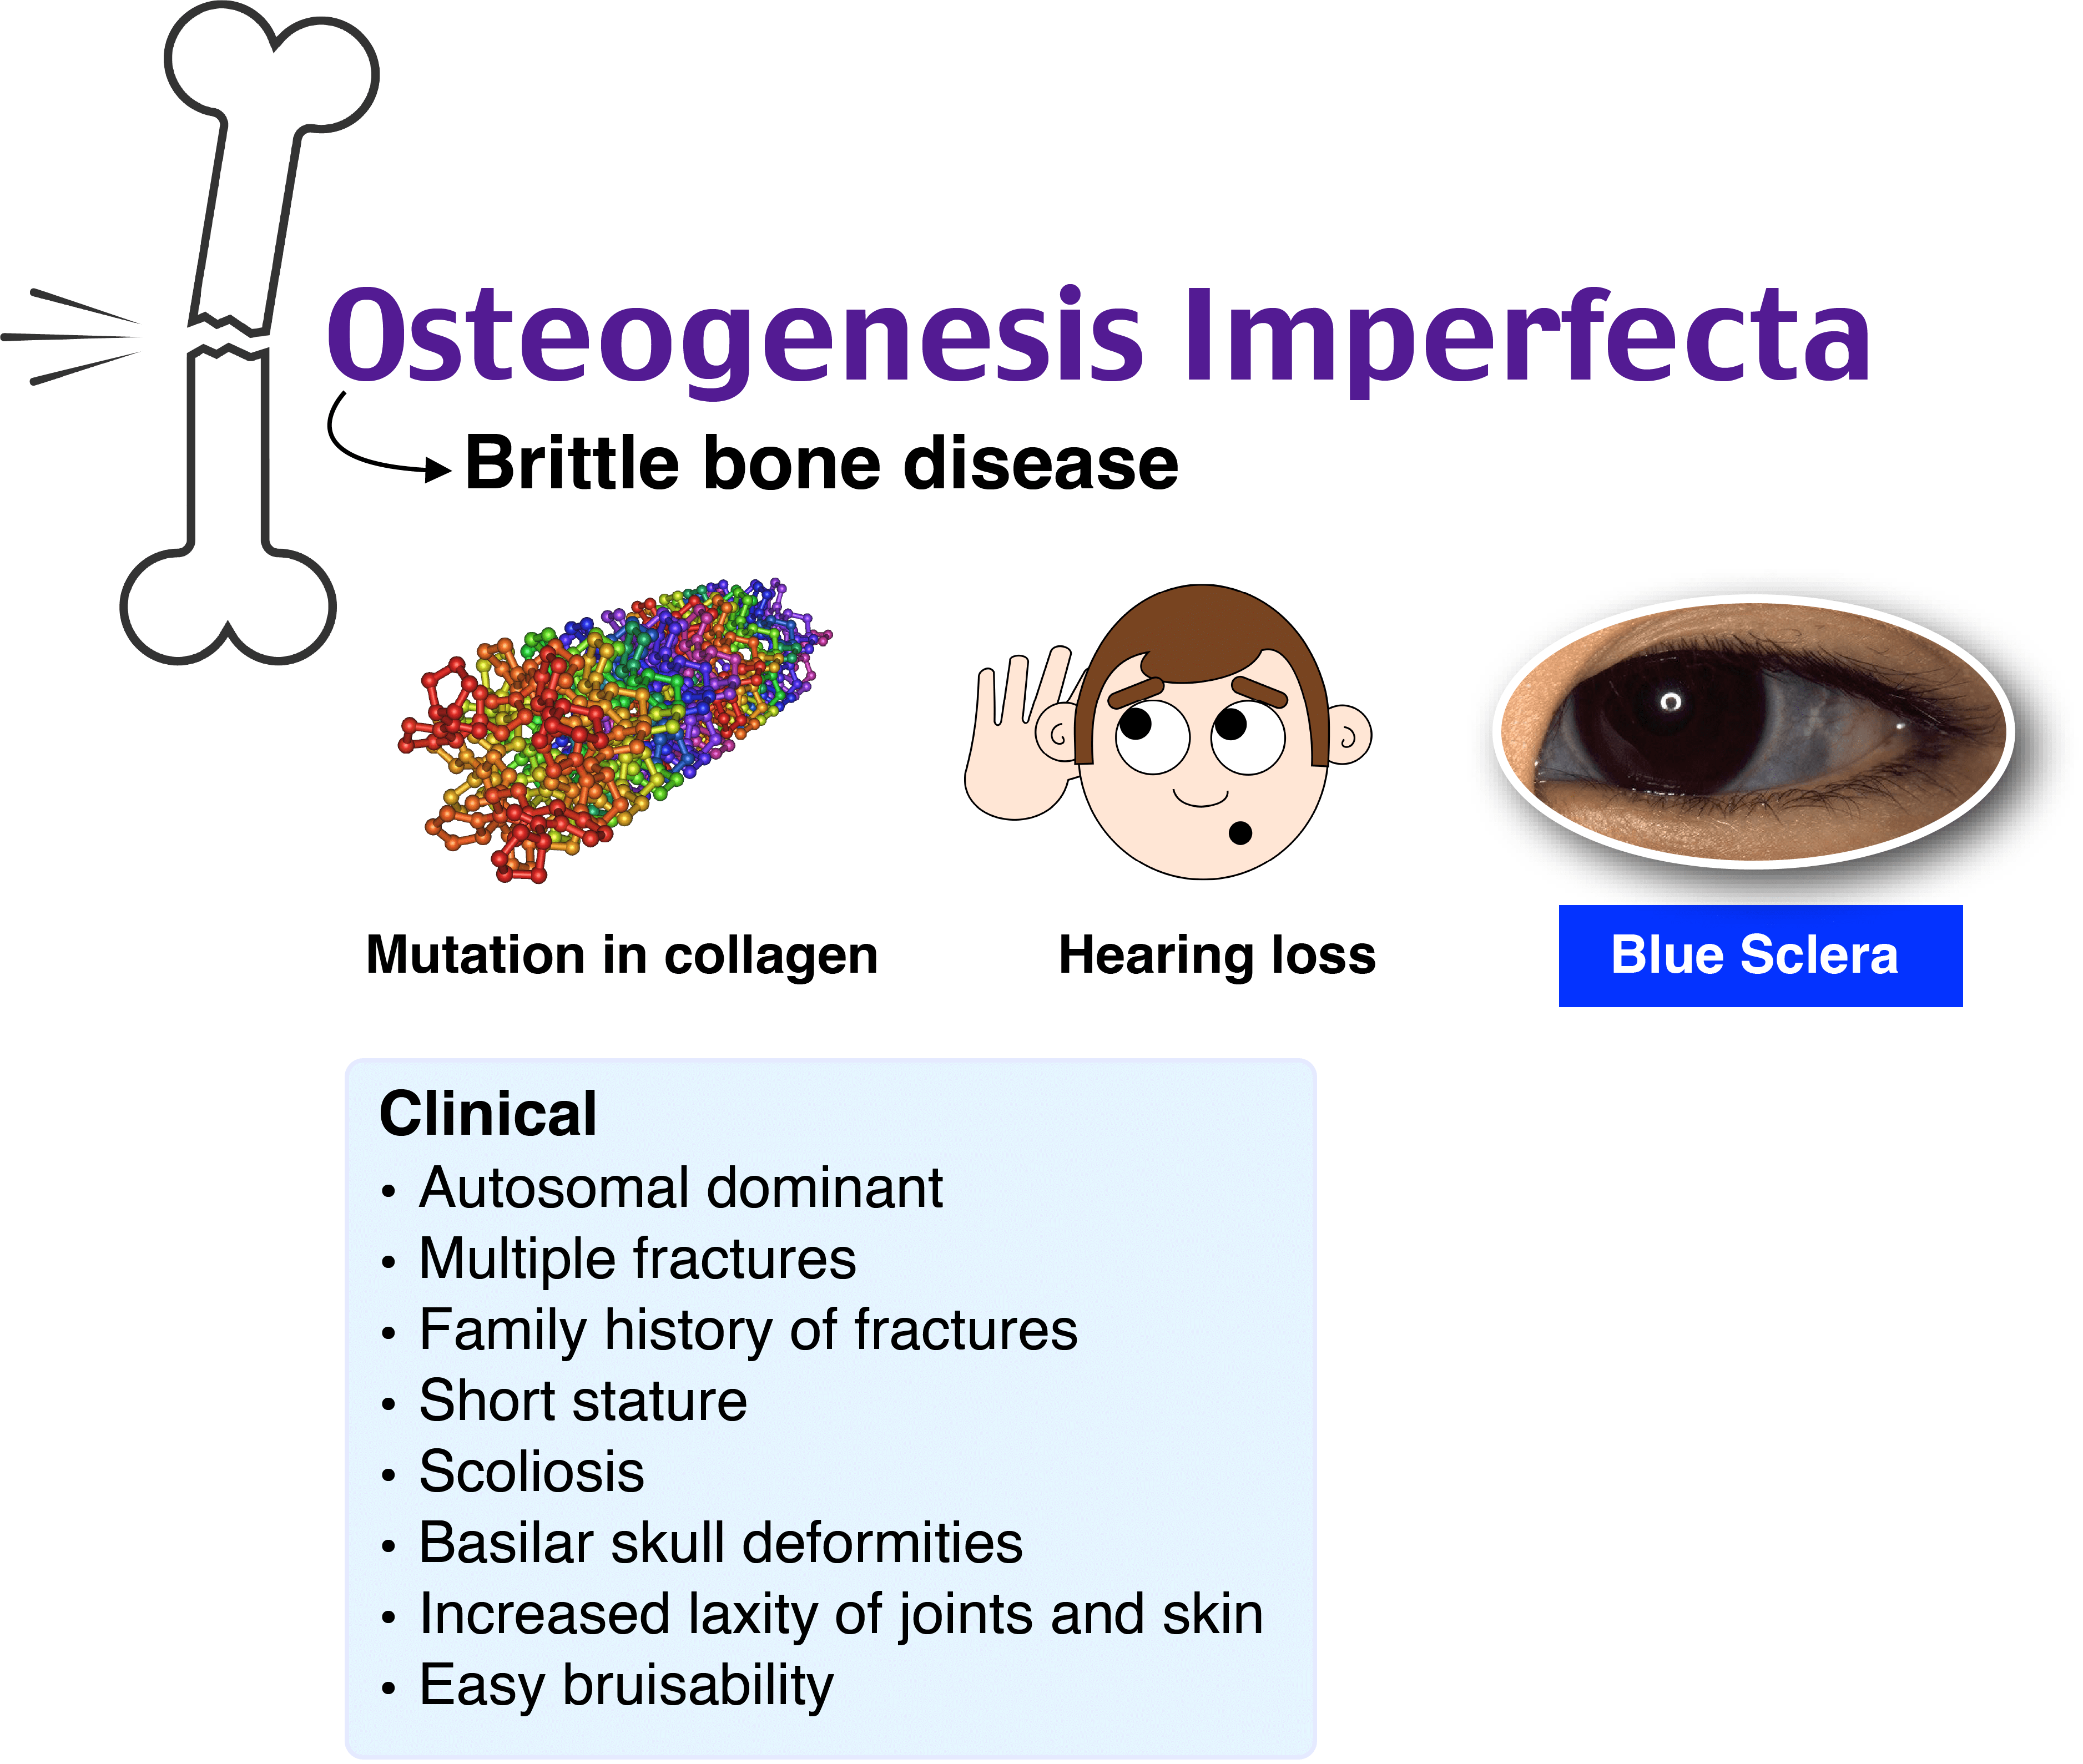 Osteogenesis Imperfecta
Brittle bone disease
Mutation in collagen
Hearing loss
Blue Sclera
Clinical
• Autosomal dominant
• Multiple fractures
• Family history of fractures
• Short stature
• Scoliosis
• Basilar skull deformities
• Increased laxity of joints and skin
• Easy bruisability